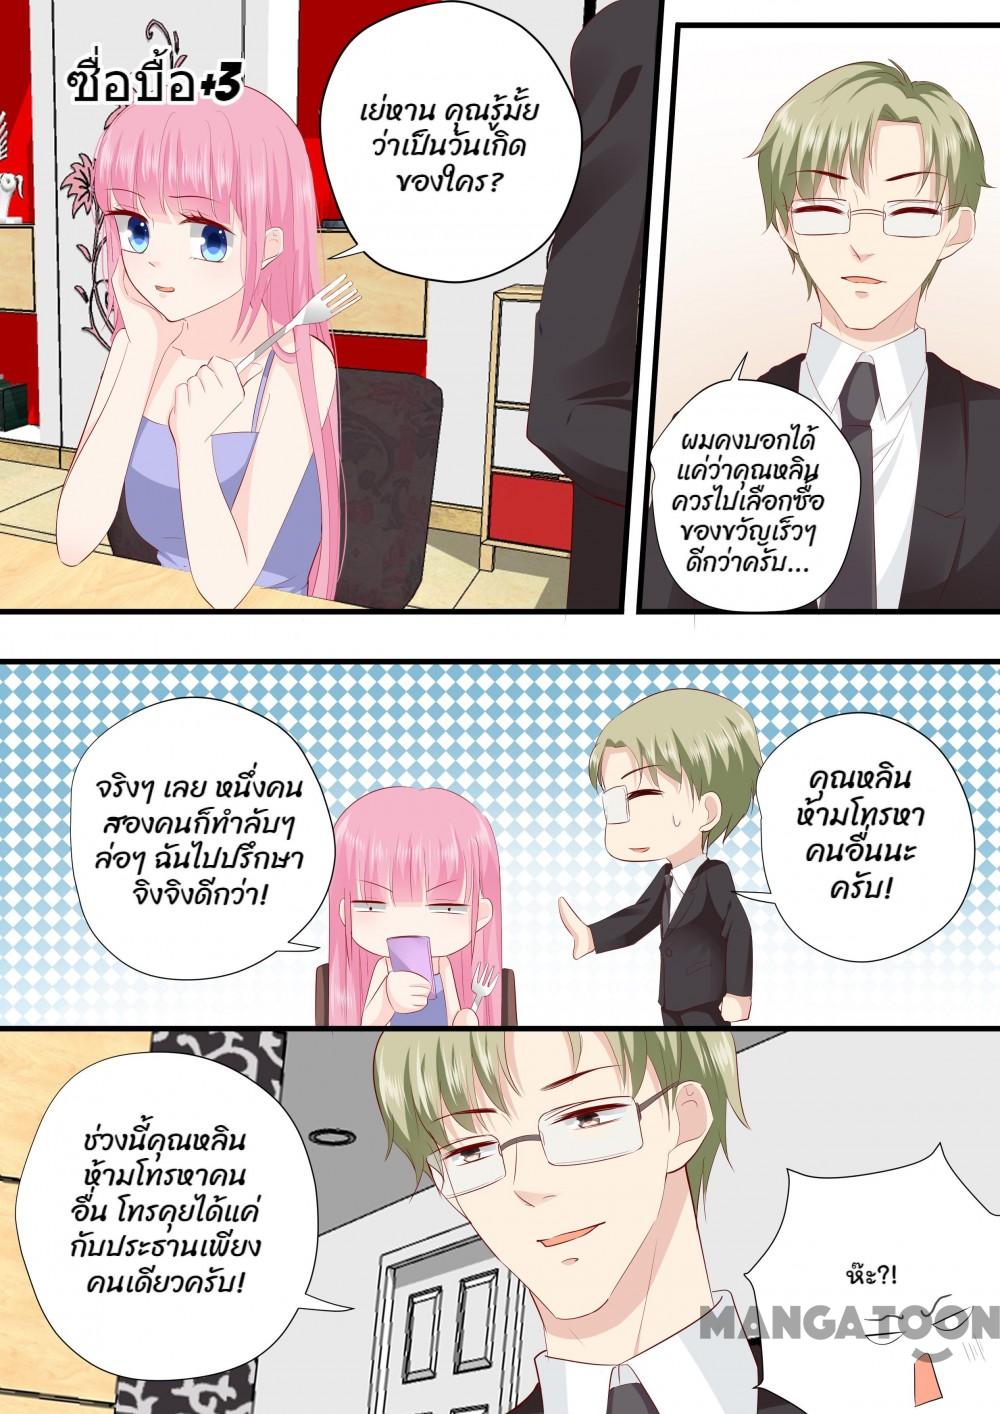 ซื่อบื้อ+3
เย่หาน คุณรู้มั้ย
ว่าเป็นวันเกิด
ของใคร?
ผมคงบอกได้
แค่ว่าคุณหลิน
ควรไปเลือกซื้อ
ของขวัญเร็วๆ
ดีกว่าครับ...
จริงๆ เลย หนึ่งคน
สองคนก็ทำลับๆ
ล่อๆ ฉันไปปรึกษา
จิงจิงดีกว่า!
คุณหลิน
ห้ามโทรหา
คนอื่นนะ
ครับ!
ช่วงนี้คุณหลิน
ห้ามโทรหาคน
อื่น โทรคุยได้แค่
กับประธานเพียง
คนเดียวครับ!
ห๊ะ?!
MANGATOON